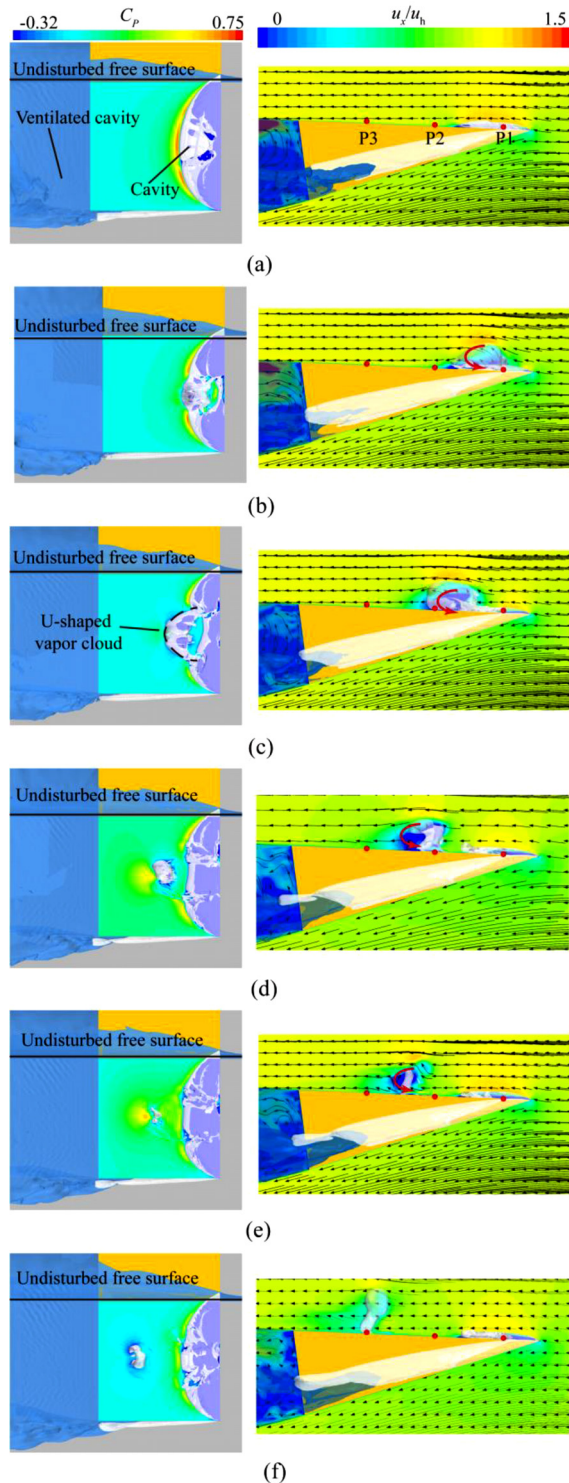 C_P
-0.32 0.75
u_x/u_h
0 1.5
Undisturbed free surface
Ventilated cavity
Cavity
P3 P2 P1
(a)
Undisturbed free surface
(b)
Undisturbed free surface
U-shaped
vapor cloud
(c)
Undisturbed free surface
(d)
Undisturbed free surface
(e)
Undisturbed free surface
(f)